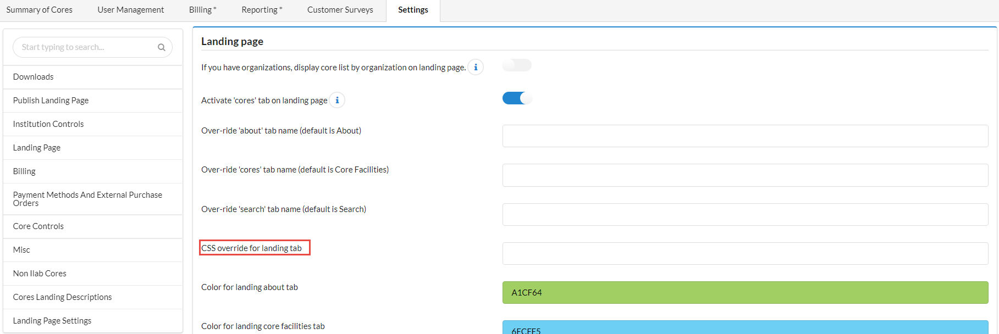 Summary of Cores
User Management
Billing *
Reporting *
Customer Surveys
Settings
Start typing to search...
Downloads
Publish Landing Page
Institution Controls
Landing Page
Billing
Payment Methods And External Purchase
Orders
Core Controls
Misc
Non Ilab Cores
Cores Landing Descriptions
Landing Page Settings
Landing page
If you have organizations, display core list by organization on landing page.
Activate 'cores' tab on landing page
Over-ride 'about' tab name (default is About)
Over-ride 'cores' tab name (default is Core Facilities)
Over-ride 'search' tab name (default is Search)
CSS override for landing tab
Color for landing about tab
A1CF64
Color for landing core facilities tab